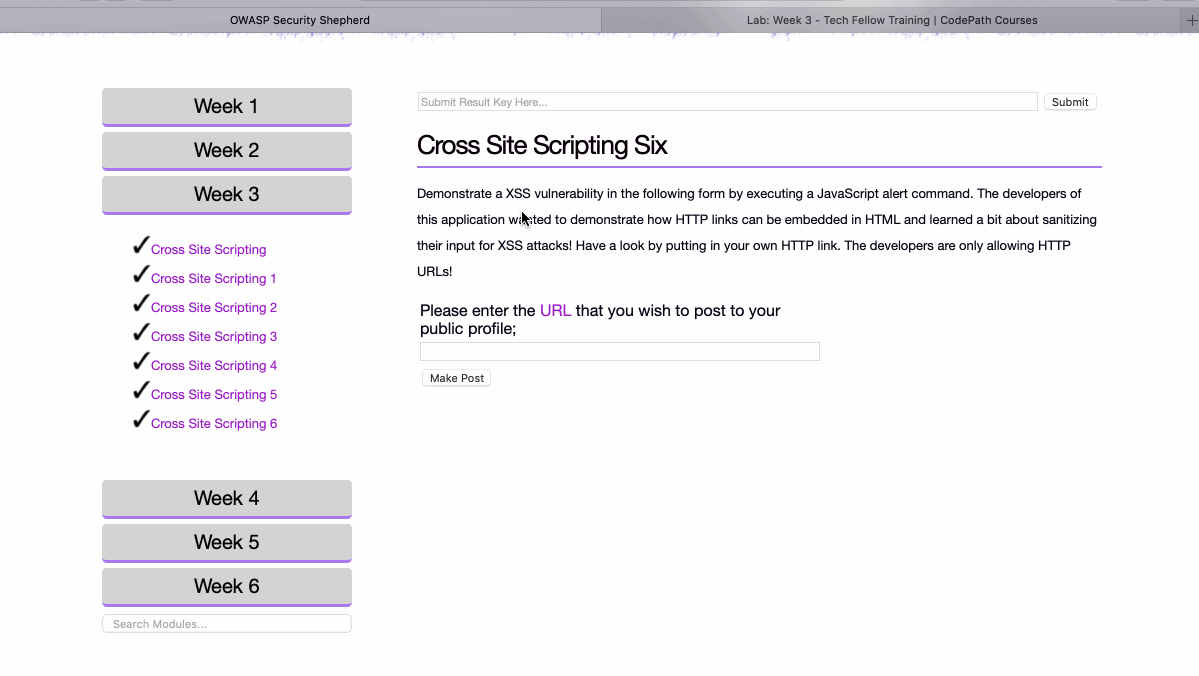 OWASP Security Shepherd
Lab: Week 3 - Tech Fellow Training | CodePath Courses
Week 1
Week 2
Week 3
✓Cross Site Scripting
✓Cross Site Scripting 1
✓Cross Site Scripting 2
✓Cross Site Scripting 3
✓Cross Site Scripting 4
✓Cross Site Scripting 5
✓Cross Site Scripting 6
Week 4
Week 5
Week 6
Search Modules...
Submit Result Key Here...
Submit
Cross Site Scripting Six
Demonstrate a XSS vulnerability in the following form by executing a JavaScript alert command. The developers of
this application wanted to demonstrate how HTTP links can be embedded in HTML and learned a bit about sanitizing
their input for XSS attacks! Have a look by putting in your own HTTP link. The developers are only allowing HTTP
URLs!
Please enter the URL that you wish to post to your
public profile;
Make Post